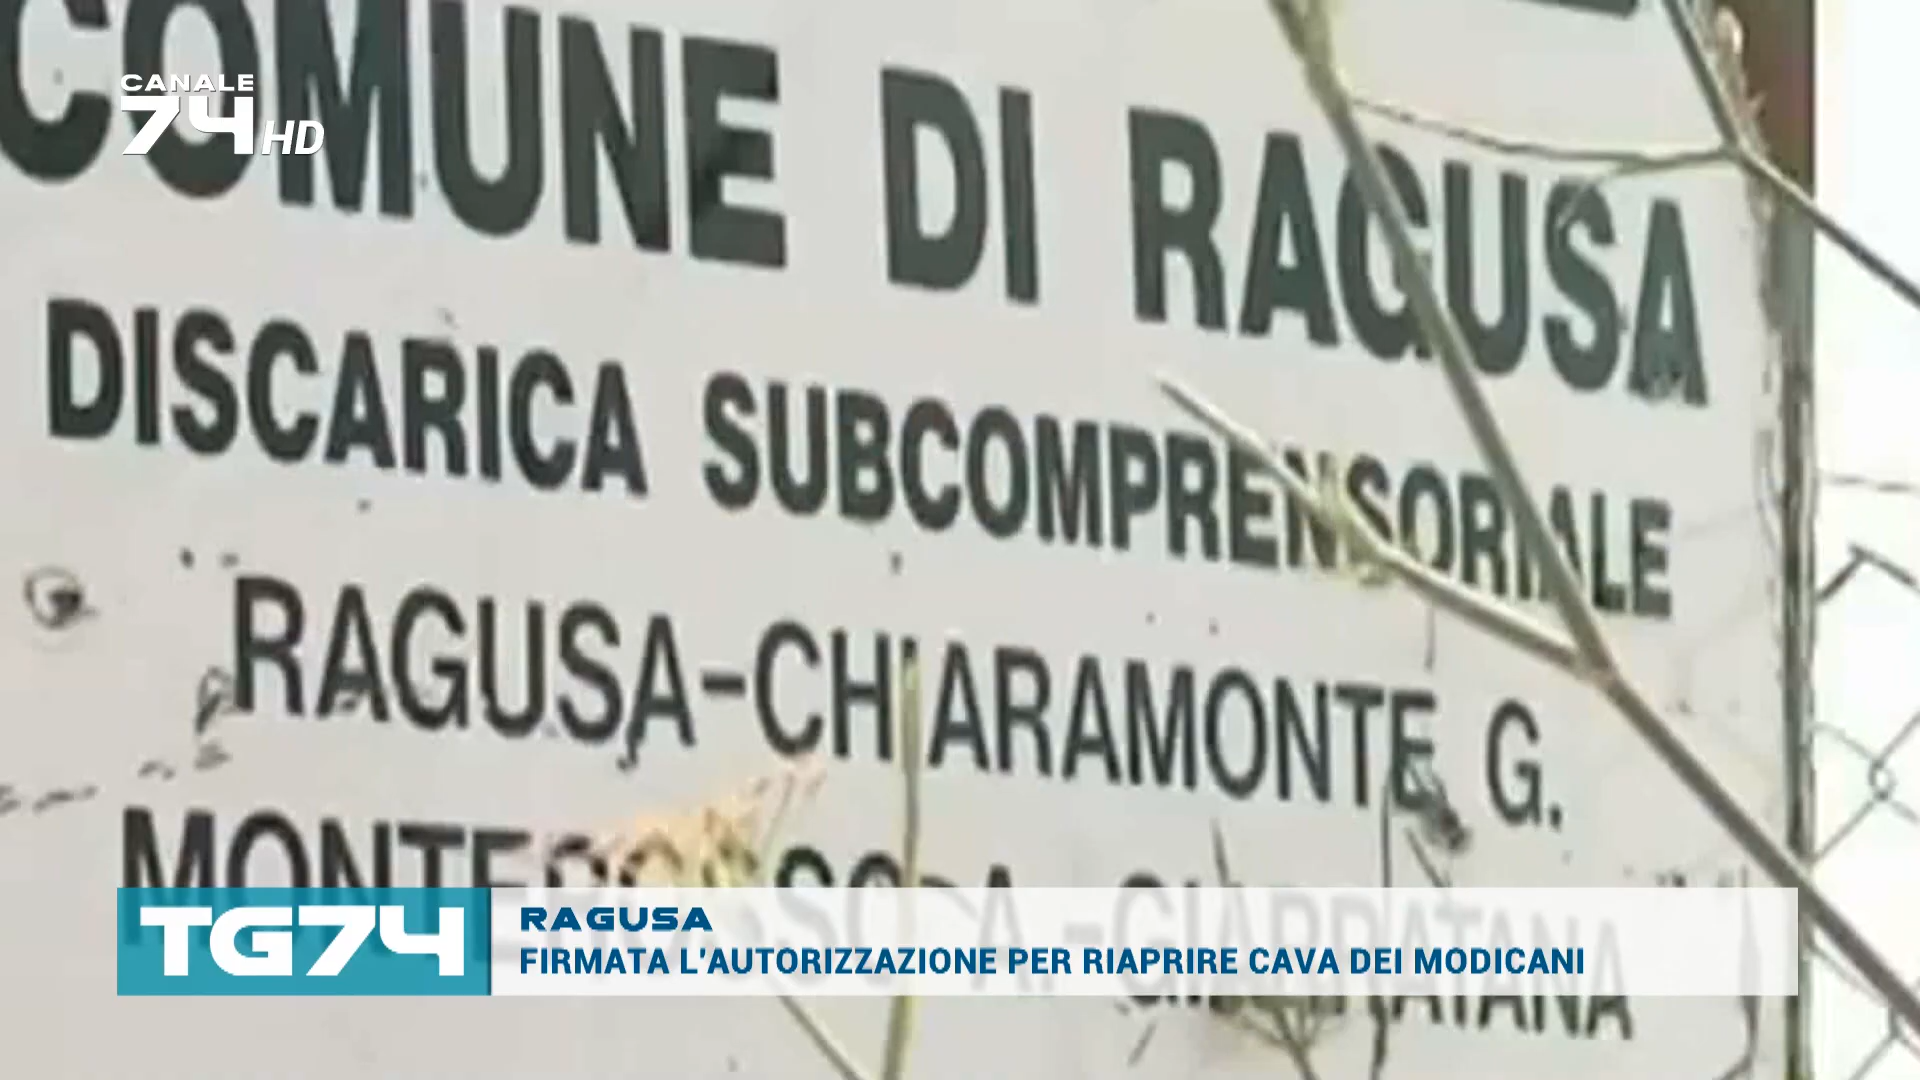 CANALE
74 HD
COMUNE DI RAGUSA
DISCARICA SUBCOMPRENSORIALE
RAGUSA-CHIARAMONTE G.
-GIARRATANA
TG74
RAGUSA
FIRMATA L'AUTORIZZAZIONE PER RIAPRIRE CAVA DEI MODICANI